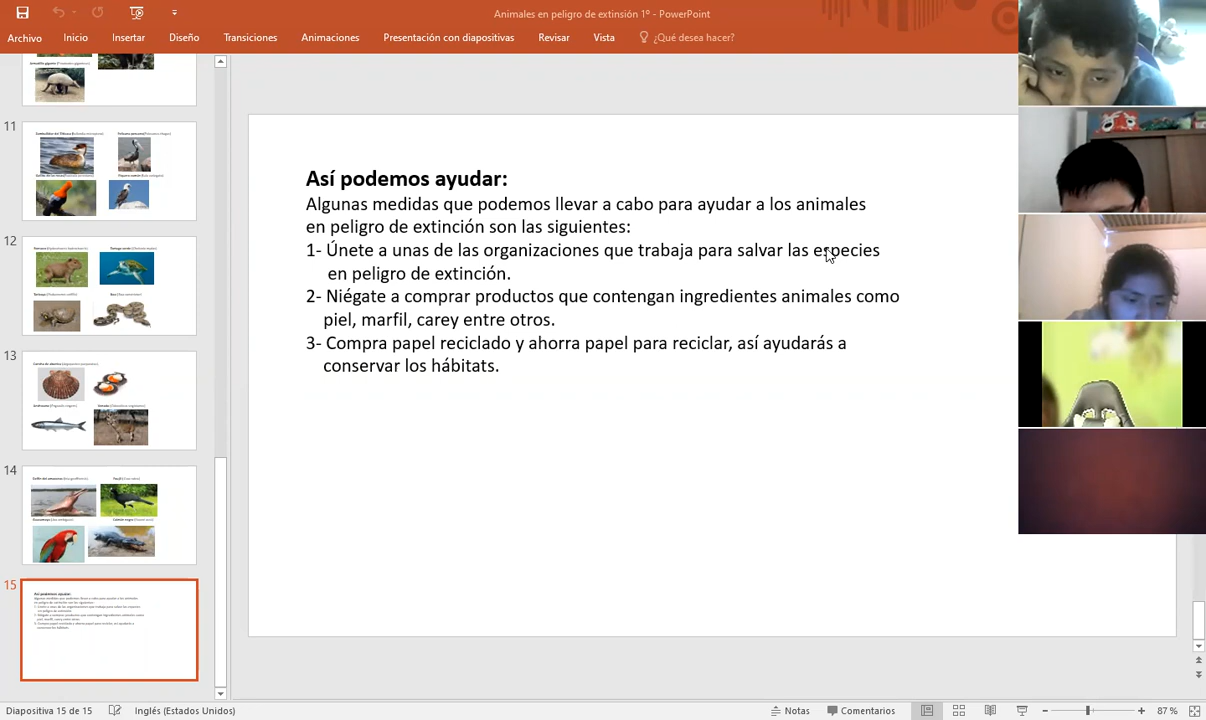 Animales en peligro de extinsión 1º - PowerPoint
Archivo Inicio Insertar Diseño Transiciones Animaciones Presentación con diapositivas Revisar Vista ¿Qué desea hacer?
11
12
13
14
15
Así podemos ayudar:
Algunas medidas que podemos llevar a cabo para ayudar a los animales
en peligro de extinción son las siguientes:
1- Únete a unas de las organizaciones que trabaja para salvar las especies
en peligro de extinción.
2- Niégate a comprar productos que contengan ingredientes animales como
piel, marfil, carey entre otros.
3- Compra papel reciclado y ahorra papel para reciclar, así ayudarás a
conservar los hábitats.
Diapositiva 15 de 15 Inglés (Estados Unidos) Notas Comentarios 87 %